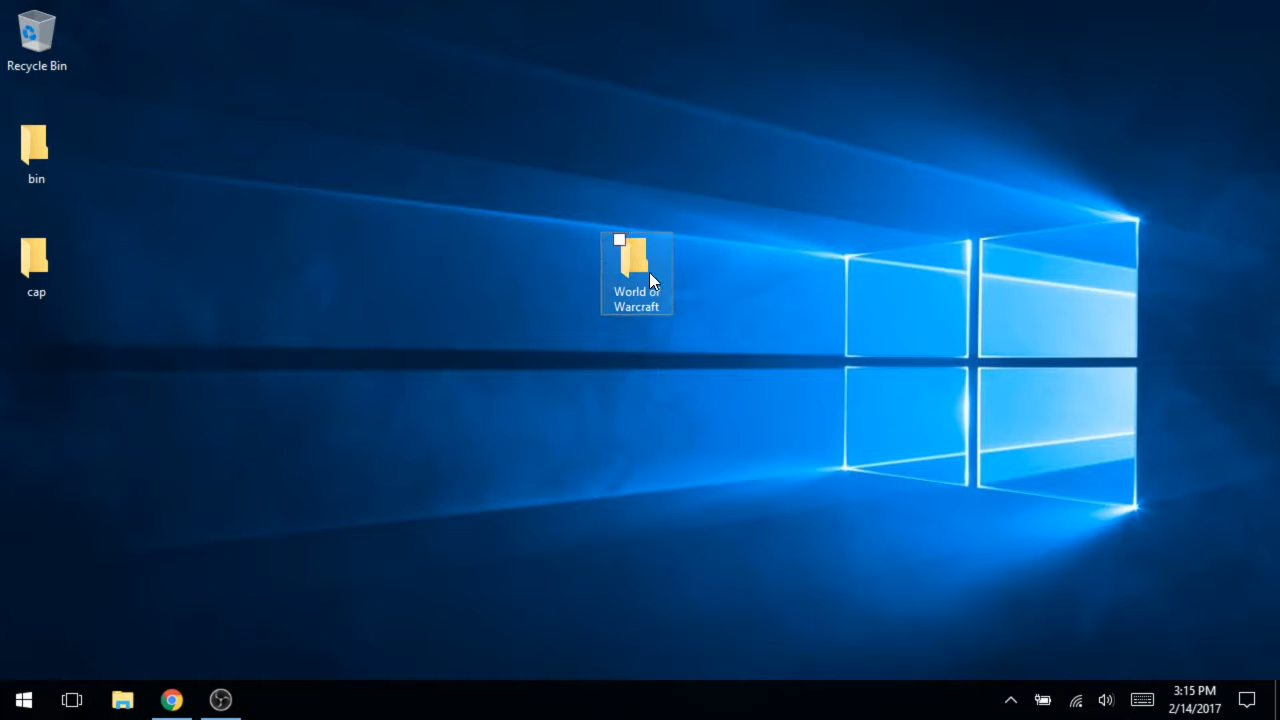 Recycle Bin
bin
cap
World of
Warcraft
3:15 PM
2/14/2017